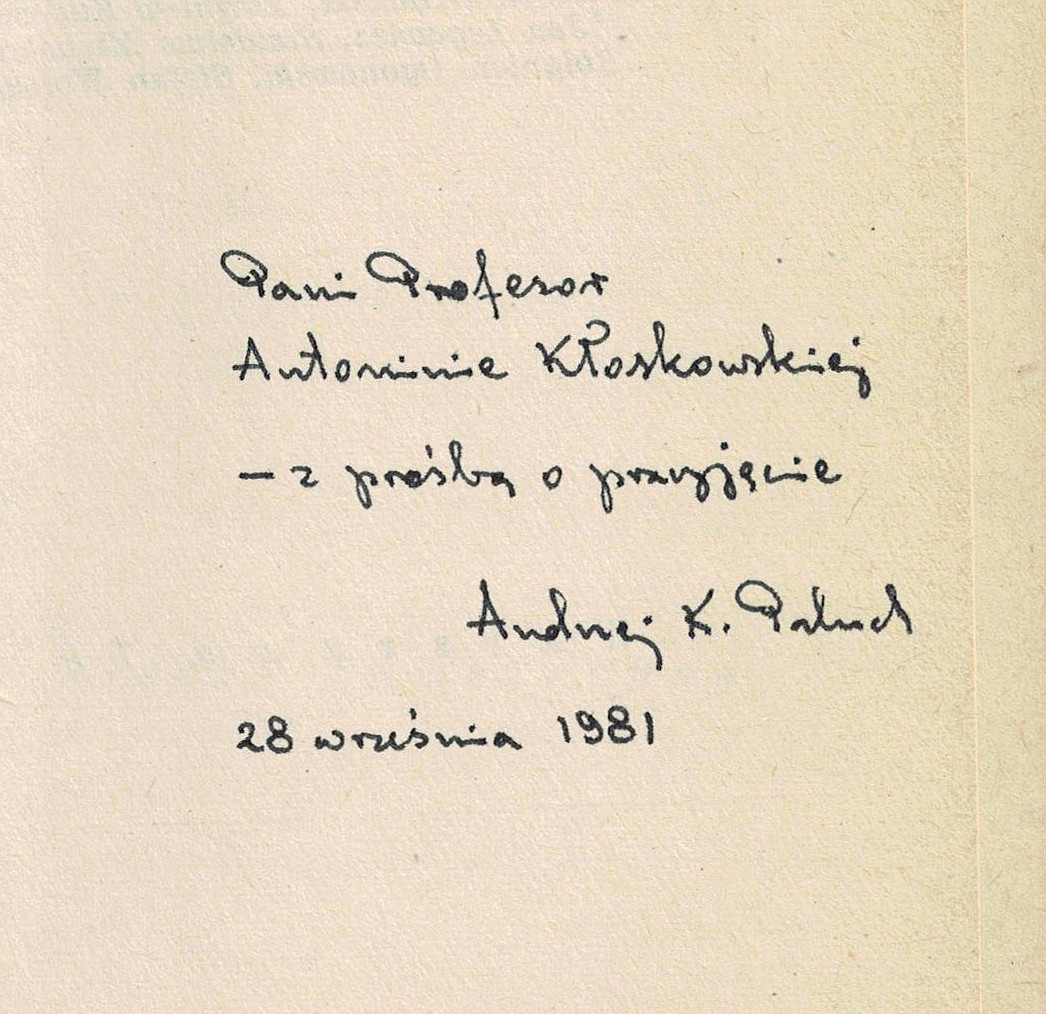 Pani Profesor
Antoninie Kłoskowskiej
– z prośbą o przyjęcie
Andrzej K. Paluch
28 września 1981